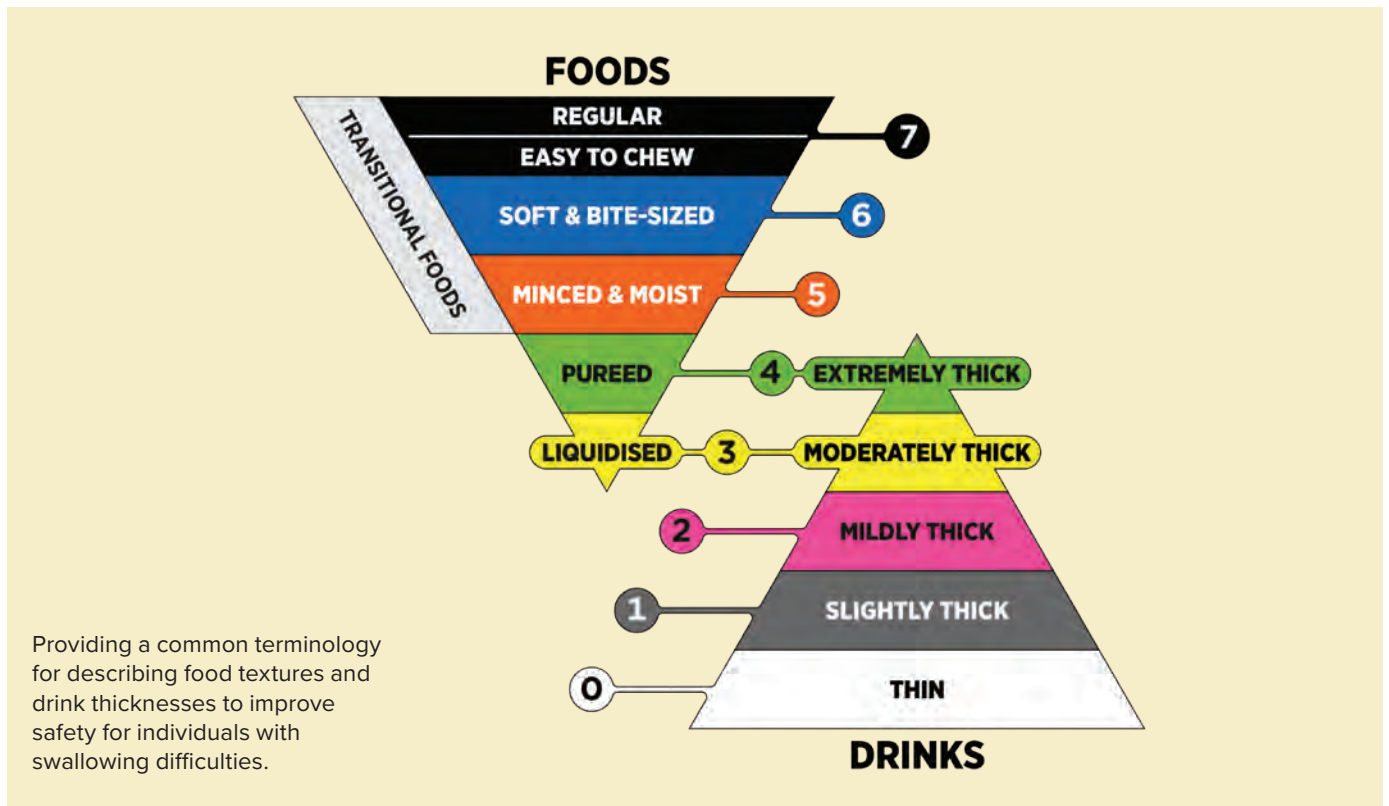 FOODS
REGULAR
7
EASY TO CHEW
TRANSITIONAL FOODS
SOFT & BITE-SIZED
6
MINCED & MOIST
5
PUREED
4
EXTREMELY THICK
LIQUIDISED
3
MODERATELY THICK
2
MILDLY THICK
1
SLIGHTLY THICK
0
THIN
DRINKS
Providing a common terminology
for describing food textures and
drink thicknesses to improve
safety for individuals with
swallowing difficulties.